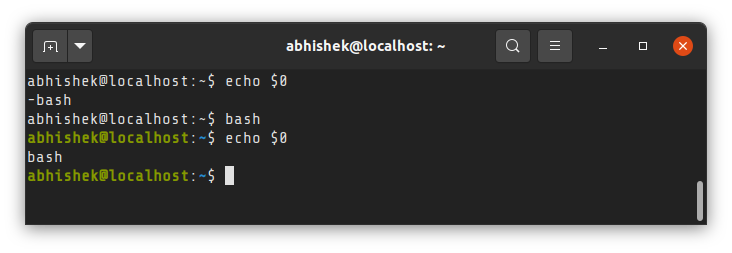 abhishek@localhost: ~
abhishek@localhost:~$ echo $0
-bash
abhishek@localhost:~$ bash
abhishek@localhost:~$ echo $0
bash
abhishek@localhost:~$